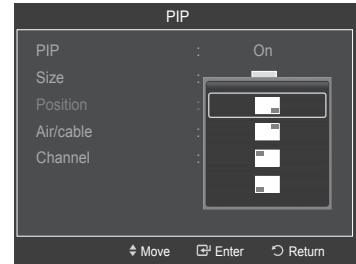 PIP
PIP : On
Size :
Position :
Air/cable :
Channel :
Move Enter Return